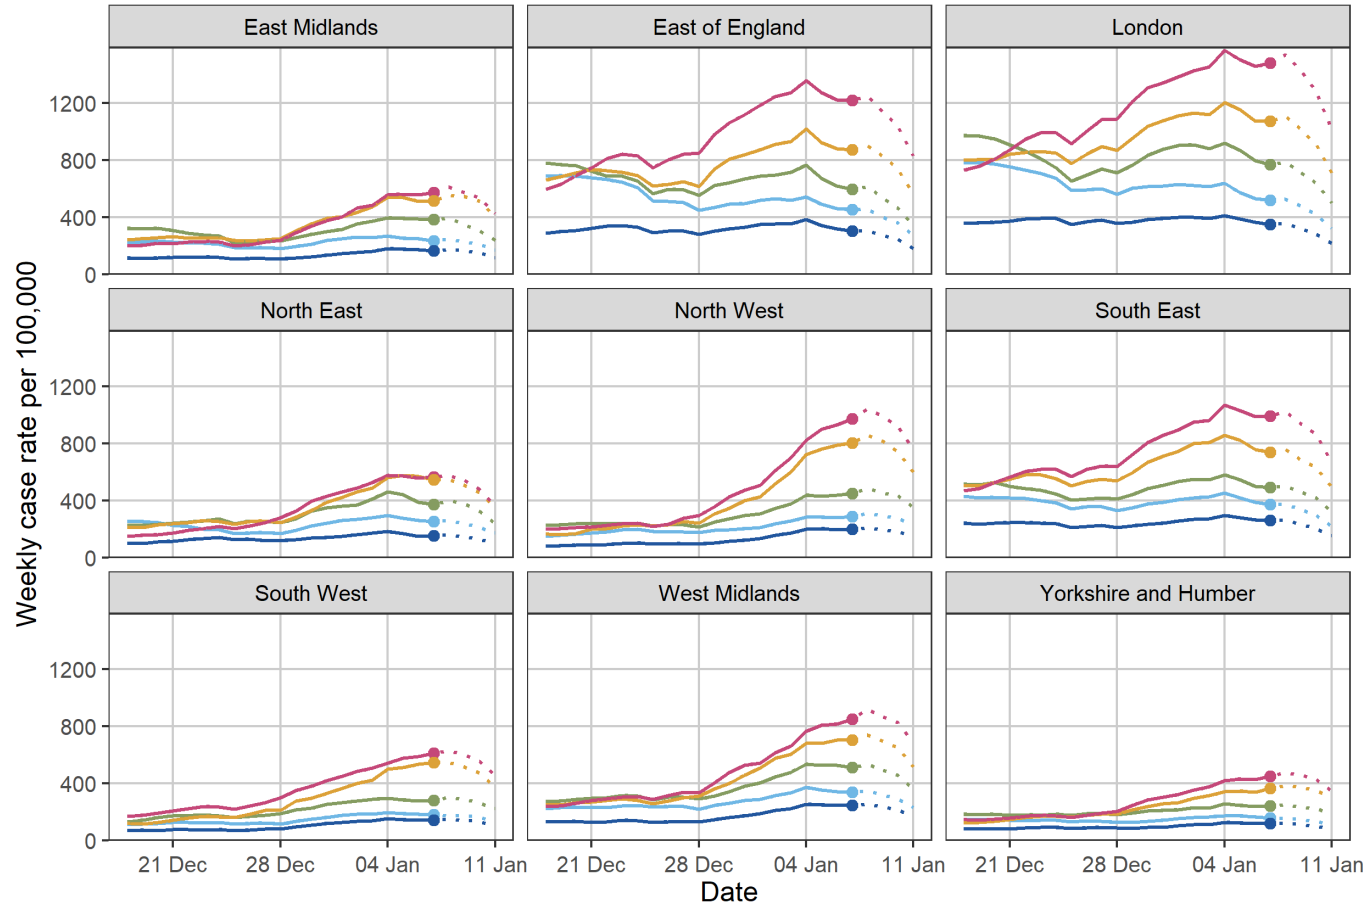 East Midlands
East of England
London
1200
800
400
0
North East
North West
South East
1200
800
400
0
South West
West Midlands
Yorkshire and Humber
1200
800
400
0
Weekly case rate per 100,000
21 Dec 28 Dec 04 Jan 11 Jan
21 Dec 28 Dec 04 Jan 11 Jan
21 Dec 28 Dec 04 Jan 11 Jan
Date